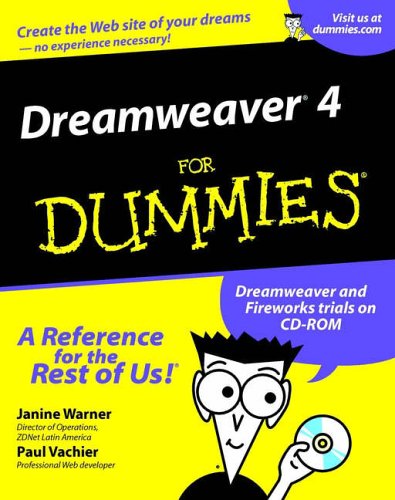 Create the Web site of your dreams
— no experience necessary!
Visit us at
dummies.com
Dreamweaver® 4
FOR
DUMMIES®
Dreamweaver and
Fireworks trials on
CD-ROM
A Reference
for the
Rest of Us!®
Janine Warner
Director of Operations,
ZDNet Latin America
Paul Vachier
Professional Web developer